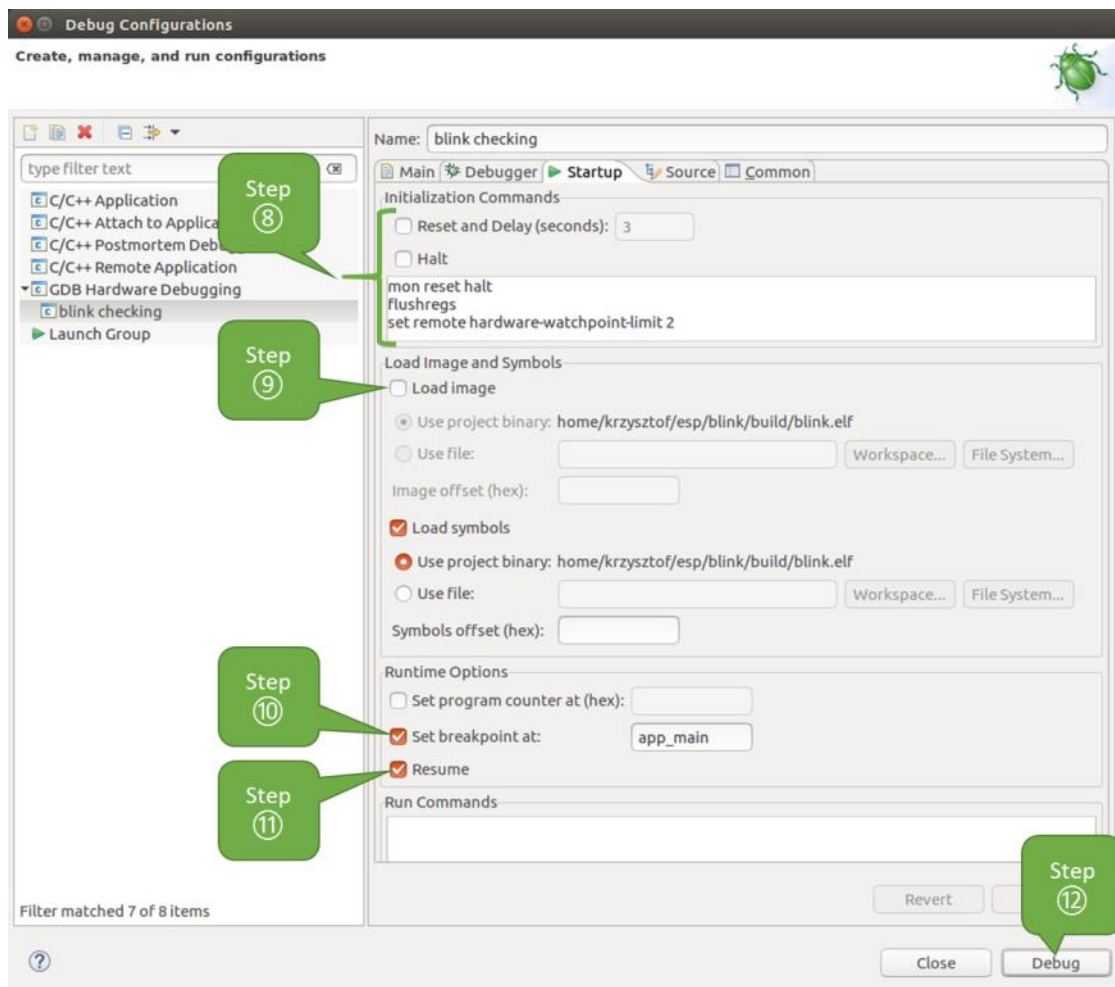 Debug Configurations
Create, manage, and run configurations
type filter text
C/C++ Application
C/C++ Attach to Applica
C/C++ Postmortem Debu
C/C++ Remote Application
GDB Hardware Debugging
blink checking
Launch Group
Filter matched 7 of 8 items
Step
⑧
Step
⑨
Step
⑩
Step
⑪
Name: blink checking
Main Debugger Startup Source Common
Initialization Commands
Reset and Delay (seconds): 3
Halt
mon reset halt
flushregs
set remote hardware-watchpoint-limit 2
Load Image and Symbols
Load image
Use project binary: home/krzysztof/esp/blink/build/blink.elf
Use file: Workspace... File System...
Image offset (hex):
Load symbols
Use project binary: home/krzysztof/esp/blink/build/blink.elf
Use file: Workspace... File System...
Symbols offset (hex):
Runtime Options
Set program counter at (hex):
Set breakpoint at: app_main
Resume
Run Commands
Step
⑫
Revert
Close Debug